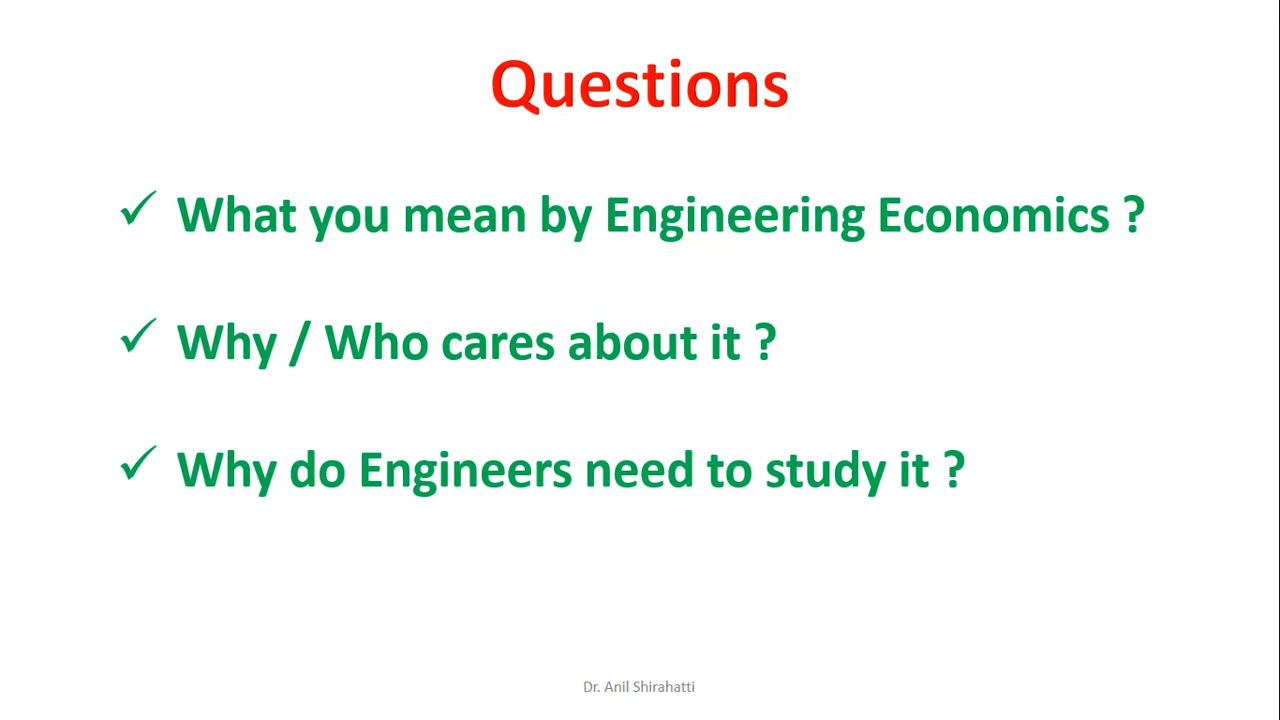 Questions
✓ What you mean by Engineering Economics ?
✓ Why / Who cares about it ?
✓ Why do Engineers need to study it ?
Dr. Anil Shirahatti